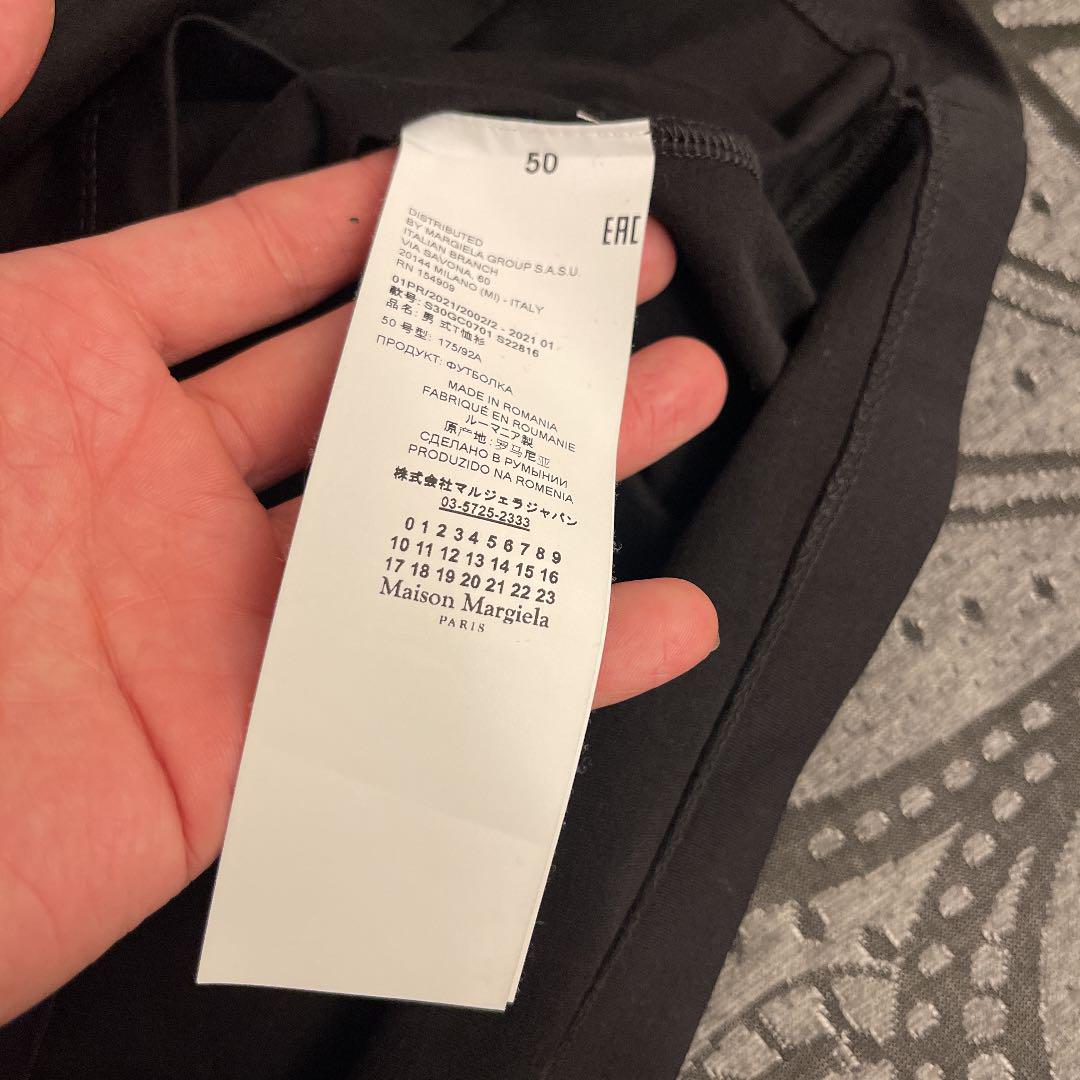 50
EAC
DISTRIBUTED
BY MARGIELA GROUP S.A.S.U.
ITALIAN BRANCH
VIA SAVONA, 60
20144 MILANO (MI) - ITALY
RN 154909
01PR/2021/2002/2 - 2021 01
款号: S30GC0701 S22816
品名: 男 式T恤衫
50 号型: 175/92A
ПРОДУКТ: ФУТБОЛКА
MADE IN ROMANIA
FABRIQUÉ EN ROUMANIE
ルーマニア製
原产地: 罗马尼亚
СДЕЛАНО В РУМЫНИИ
PRODUZIDO NA ROMENIA
株式会社マルジェラジャパン
03-5725-2333
0 1 2 3 4 5 6 7 8 9
10 11 12 13 14 15 16
17 18 19 20 21 22 23
Maison Margiela
PARIS